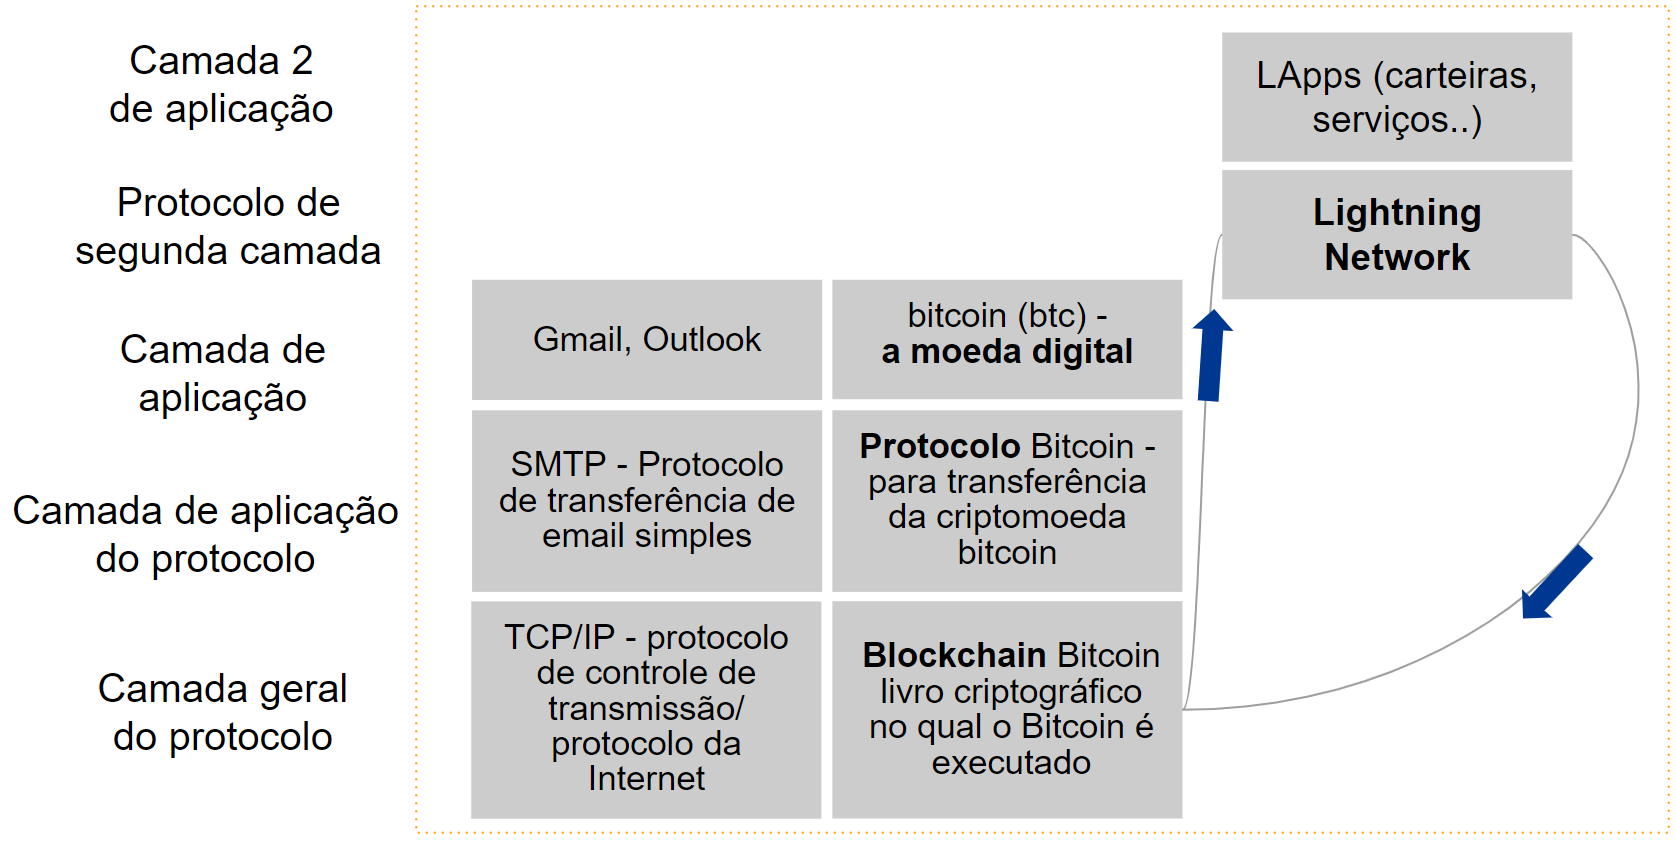 Camada 2
de aplicação
LApps (carteiras,
serviços..)
Protocolo de
segunda camada
Lightning
Network
Camada de
aplicação
Gmail, Outlook
bitcoin (btc) -
a moeda digital
Camada de aplicação
do protocolo
SMTP - Protocolo
de transferência de
email simples
Protocolo Bitcoin -
para transferência
da criptomoeda
bitcoin
Camada geral
do protocolo
TCP/IP - protocolo
de controle de
transmissão/
protocolo da
Internet
Blockchain Bitcoin
livro criptográfico
no qual o Bitcoin é
executado